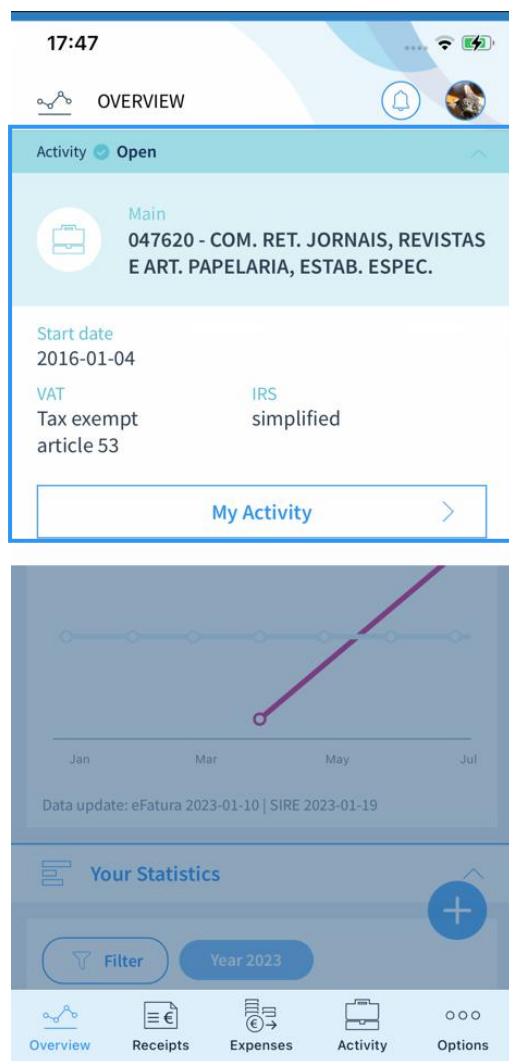 17:47
OVERVIEW
Activity Open
Main
047620 - COM. RET. JORNAIS, REVISTAS
E ART. PAPELARIA, ESTAB. ESPEC.
Start date
2016-01-04
VAT
IRS
Tax exempt
simplified
article 53
My Activity
Jan Mar May Jul
Data update: eFatura 2023-01-10 | SIRE 2023-01-19
Your Statistics
Filter
Year 2023
Overview Receipts Expenses Activity Options